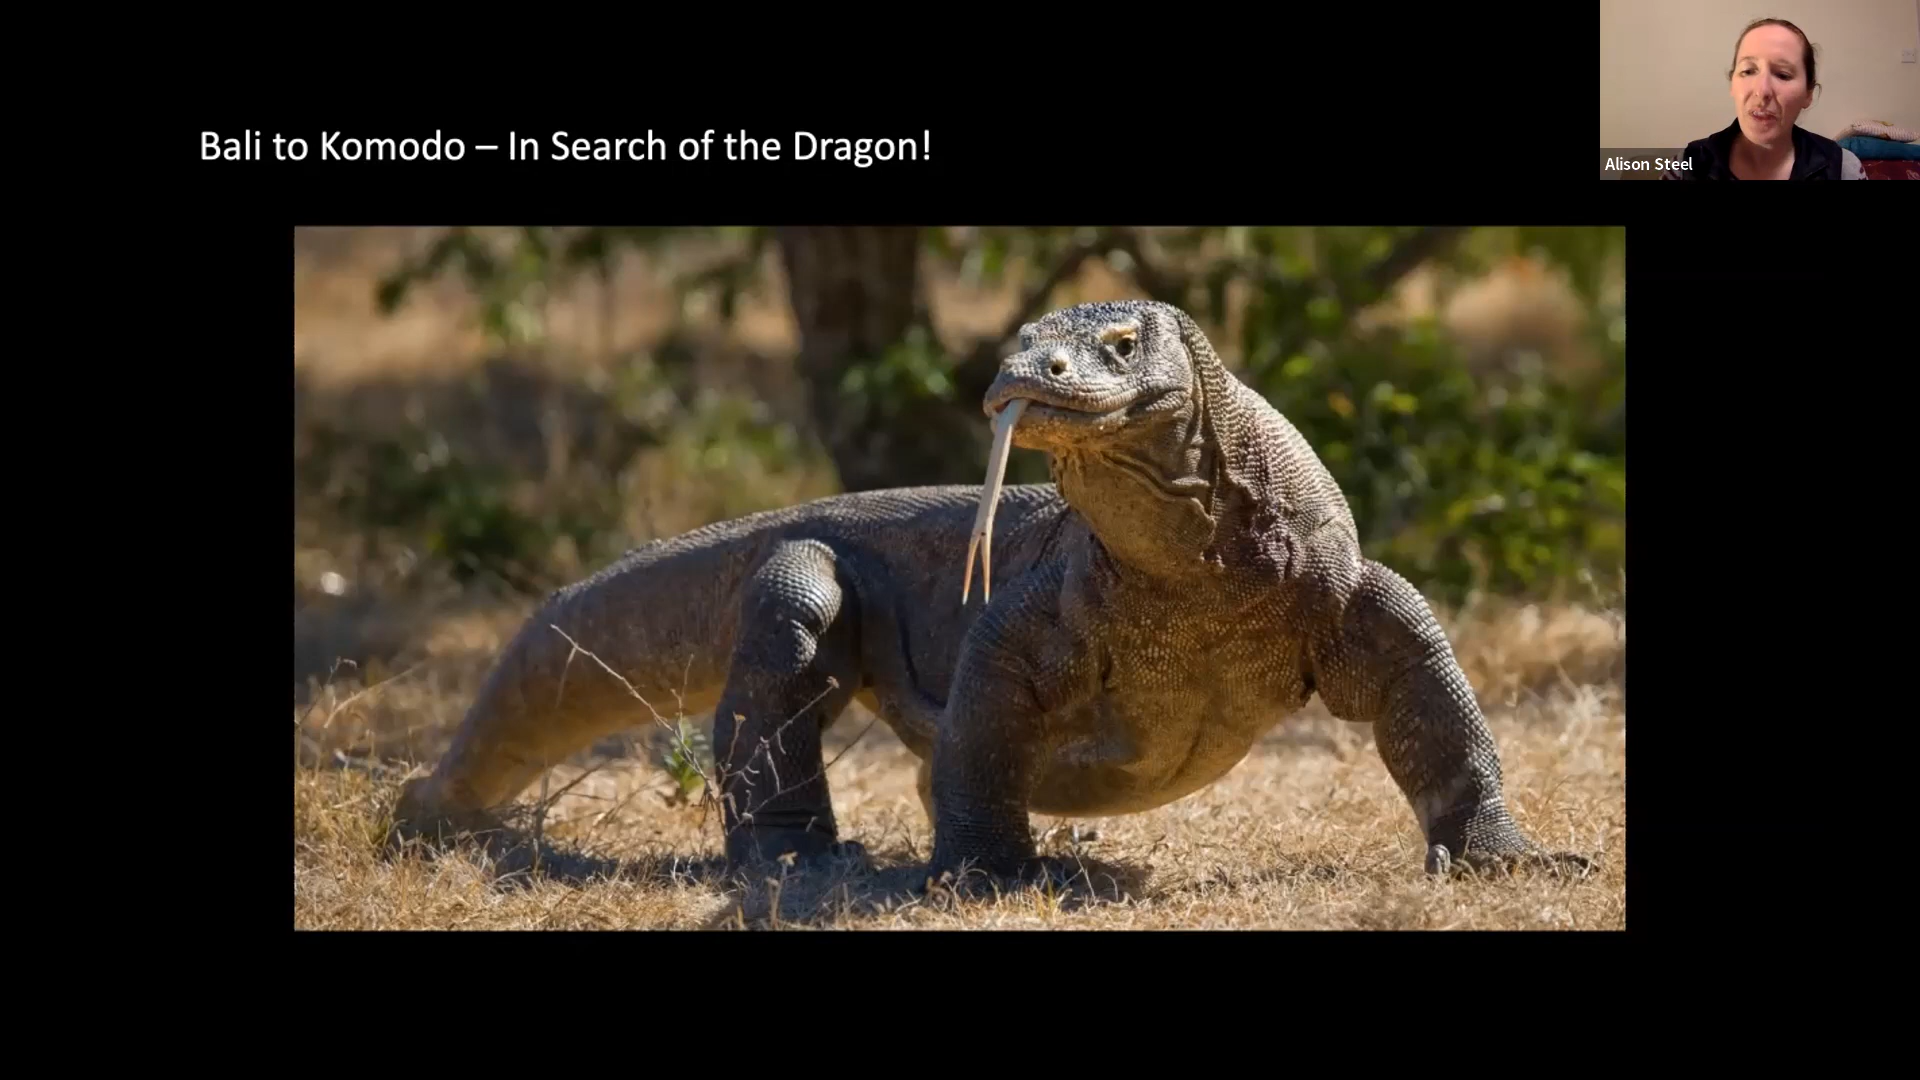 Bali to Komodo – In Search of the Dragon!
Alison Steel